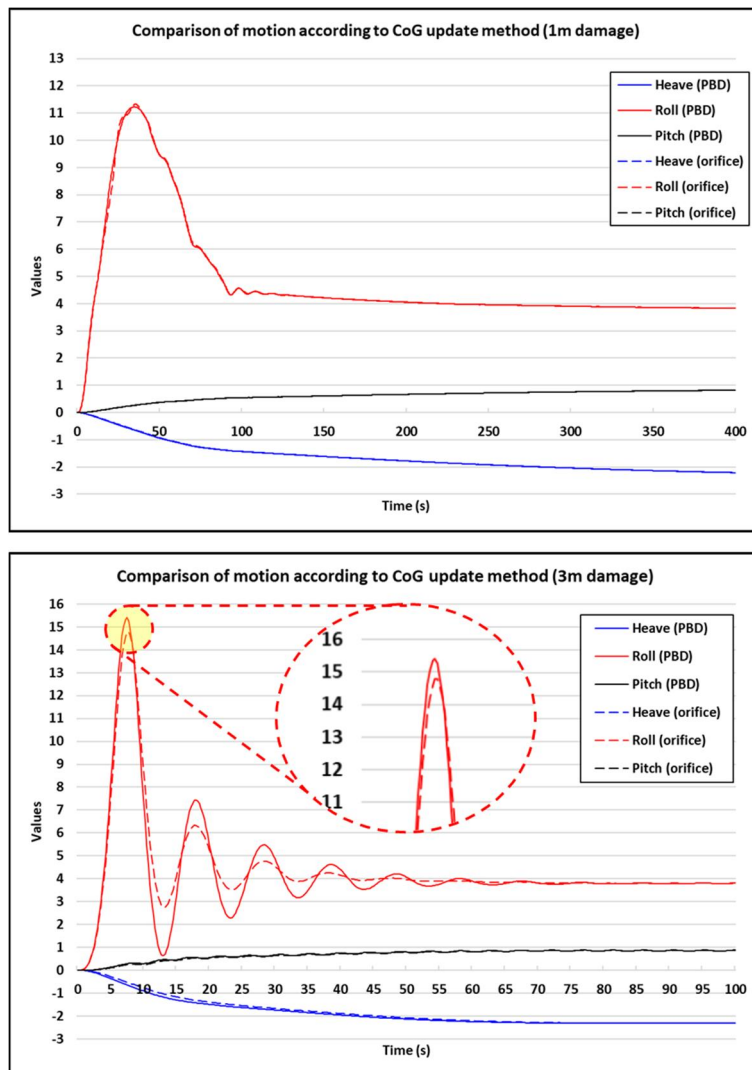 Comparison of motion according to CoG update method (1m damage)
13
12
11
10
9
8
7
6
5
4
3
2
1
0
-1
-2
-3
Values
0 50 100 150 200 250 300 350 400
Time (s)
Heave (PBD)
Roll (PBD)
Pitch (PBD)
Heave (orifice)
Roll (orifice)
Pitch (orifice)
Comparison of motion according to CoG update method (3m damage)
16
15
14
13
12
11
10
9
8
7
6
5
4
3
2
1
0
-1
-2
-3
Values
0 5 10 15 20 25 30 35 40 45 50 55 60 65 70 75 80 85 90 95 100
Time (s)
16
15
14
13
12
11
Heave (PBD)
Roll (PBD)
Pitch (PBD)
Heave (orifice)
Roll (orifice)
Pitch (orifice)